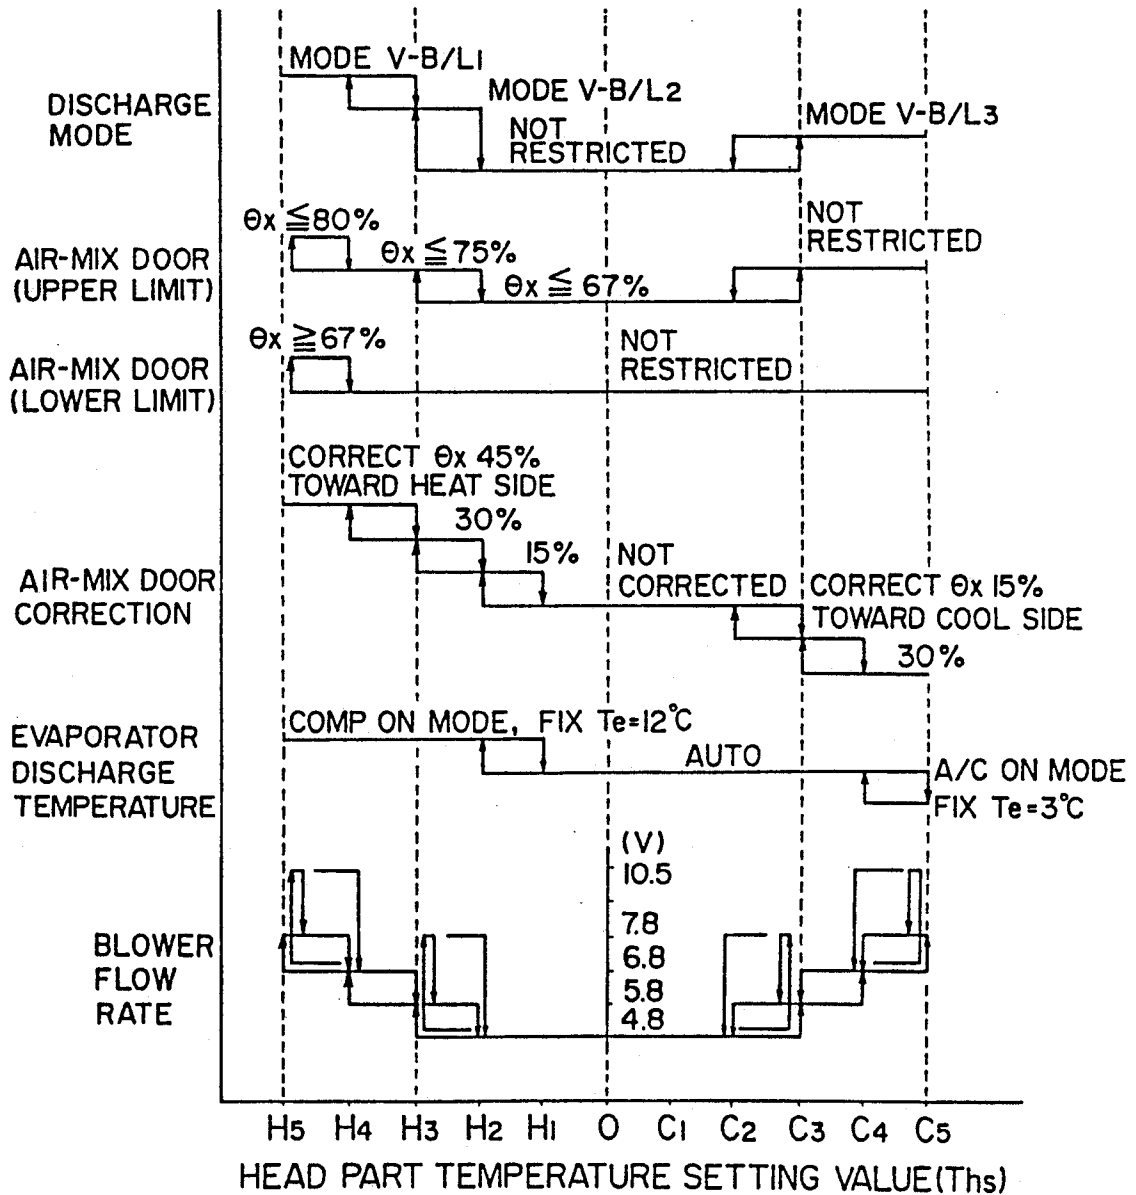 DISCHARGE
MODE
MODE V-B/L1
MODE V-B/L2
NOT
RESTRICTED
MODE V-B/L3
AIR-MIX DOOR
(UPPER LIMIT)
θx ≦80%
θx ≦ 75%
θx ≦ 67%
NOT
RESTRICTED
AIR-MIX DOOR
(LOWER LIMIT)
θx ≧67%
NOT
RESTRICTED
AIR-MIX DOOR
CORRECTION
CORRECT θx 45%
TOWARD HEAT SIDE
30%
15%
NOT
CORRECTED
CORRECT θx 15%
TOWARD COOL SIDE
30%
EVAPORATOR
DISCHARGE
TEMPERATURE
COMP ON MODE, FIX Te=12°C
AUTO
A/C ON MODE
FIX Te=3°C
BLOWER
FLOW
RATE
(V)
10.5
7.8
6.8
5.8
4.8
H5 H4 H3 H2 H1 0 C1 C2 C3 C4 C5
HEAD PART TEMPERATURE SETTING VALUE(Ths)